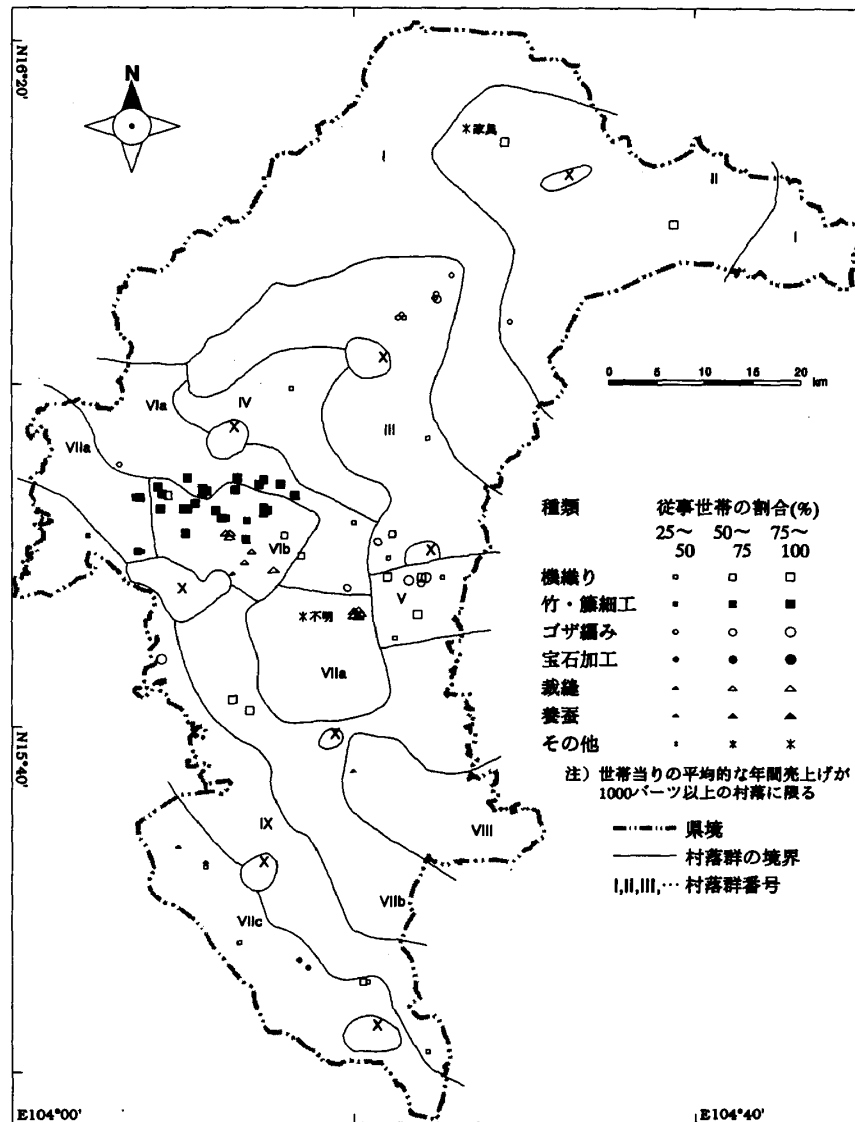 N16°20'
N
I
*家具
X
II
I
X
0 5 10 15 20
km
VIa
IV
X
III
VIIa
種類 従事世帯の割合(%)
25～ 50～ 75～
50 75 100
機織り
竹・籐細工
ゴザ編み
宝石加工
裁縫
養蚕
その他
注）世帯当りの平均的な年間売上げが
1000バーツ以上の村落に限る
県境
村落群の境界
I,II,III,… 村落群番号
VIb
X
X
V
*不明
VIIa
N15°40'
X
VIII
IX
X
VIIb
VIIc
X
E104°00'
E104°40'